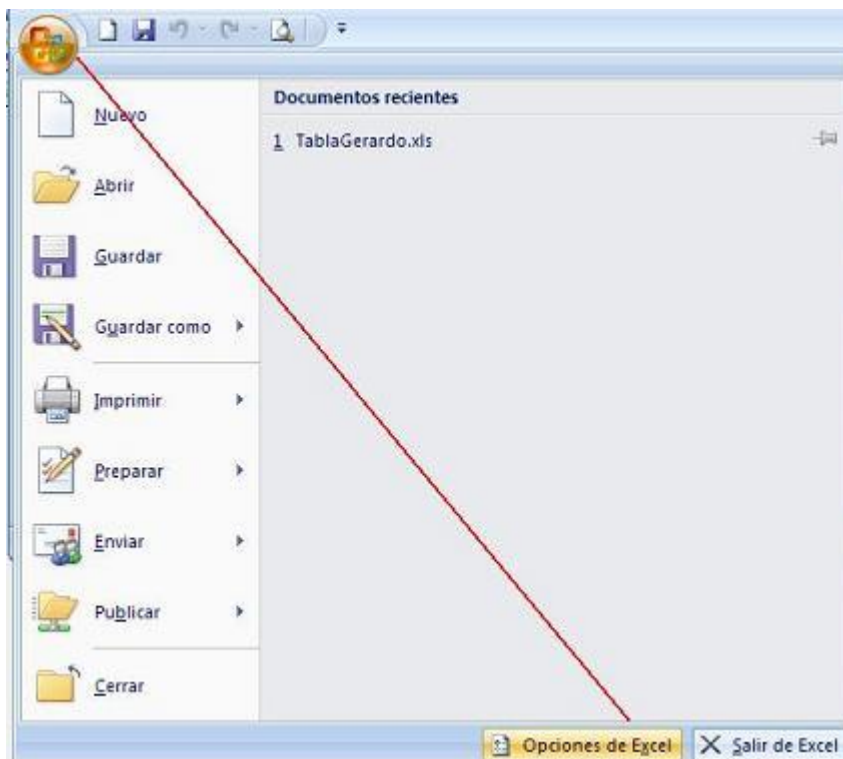 Documentos recientes
1 TablaGerardo.xls
Nuevo
Abrir
Guardar
Guardar como
Imprimir
Preparar
Enviar
Publicar
Cerrar
Opciones de Excel
Salir de Excel